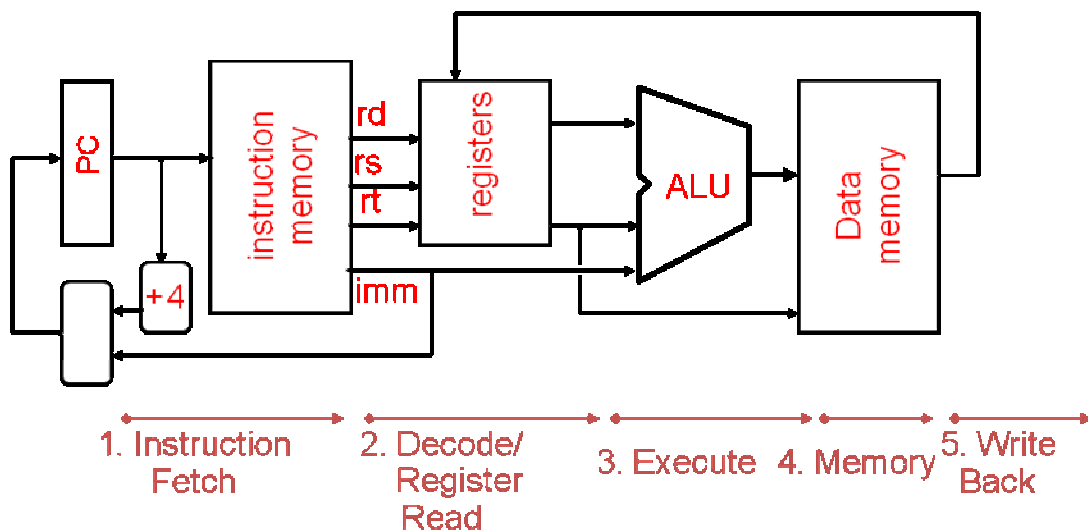 PC
+4
instruction
memory
rd
rs
rt
imm
registers
ALU
Data
memory
1. Instruction
Fetch
2. Decode/
Register
Read
3. Execute
4. Memory
5. Write
Back